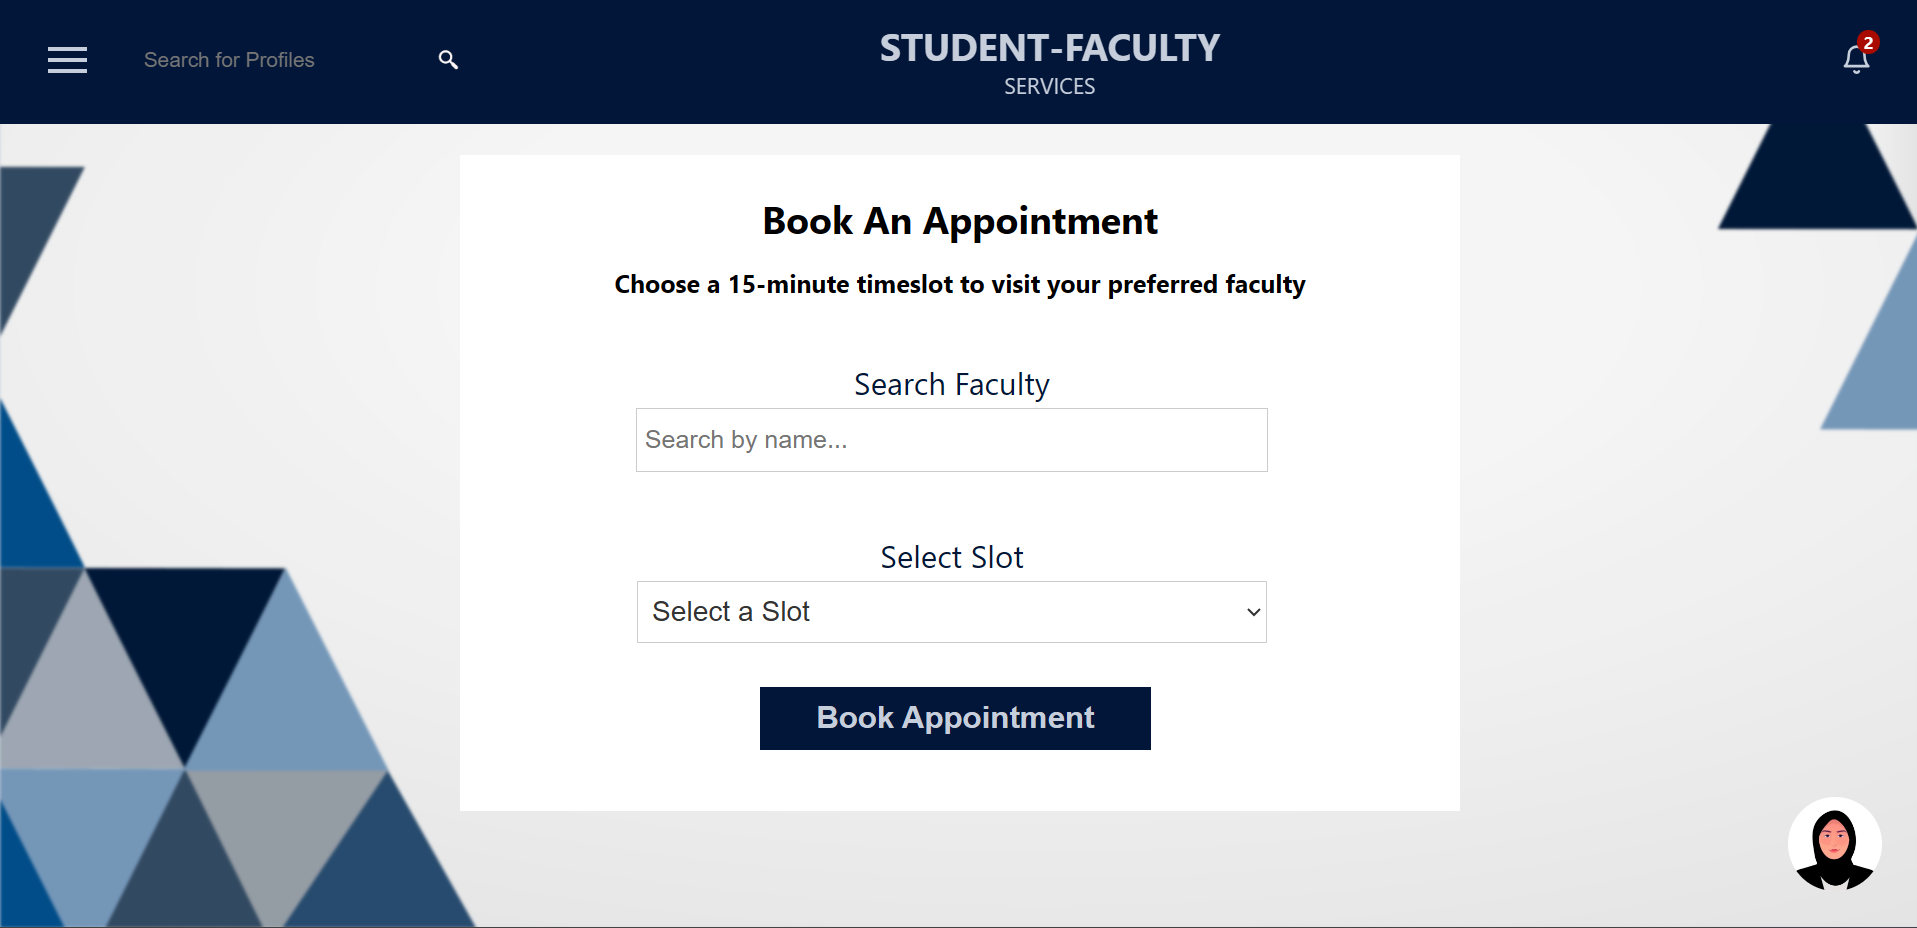 Search for Profiles
STUDENT-FACULTY
SERVICES
2
Book An Appointment
Choose a 15-minute timeslot to visit your preferred faculty
Search Faculty
Search by name...
Select Slot
Select a Slot
Book Appointment